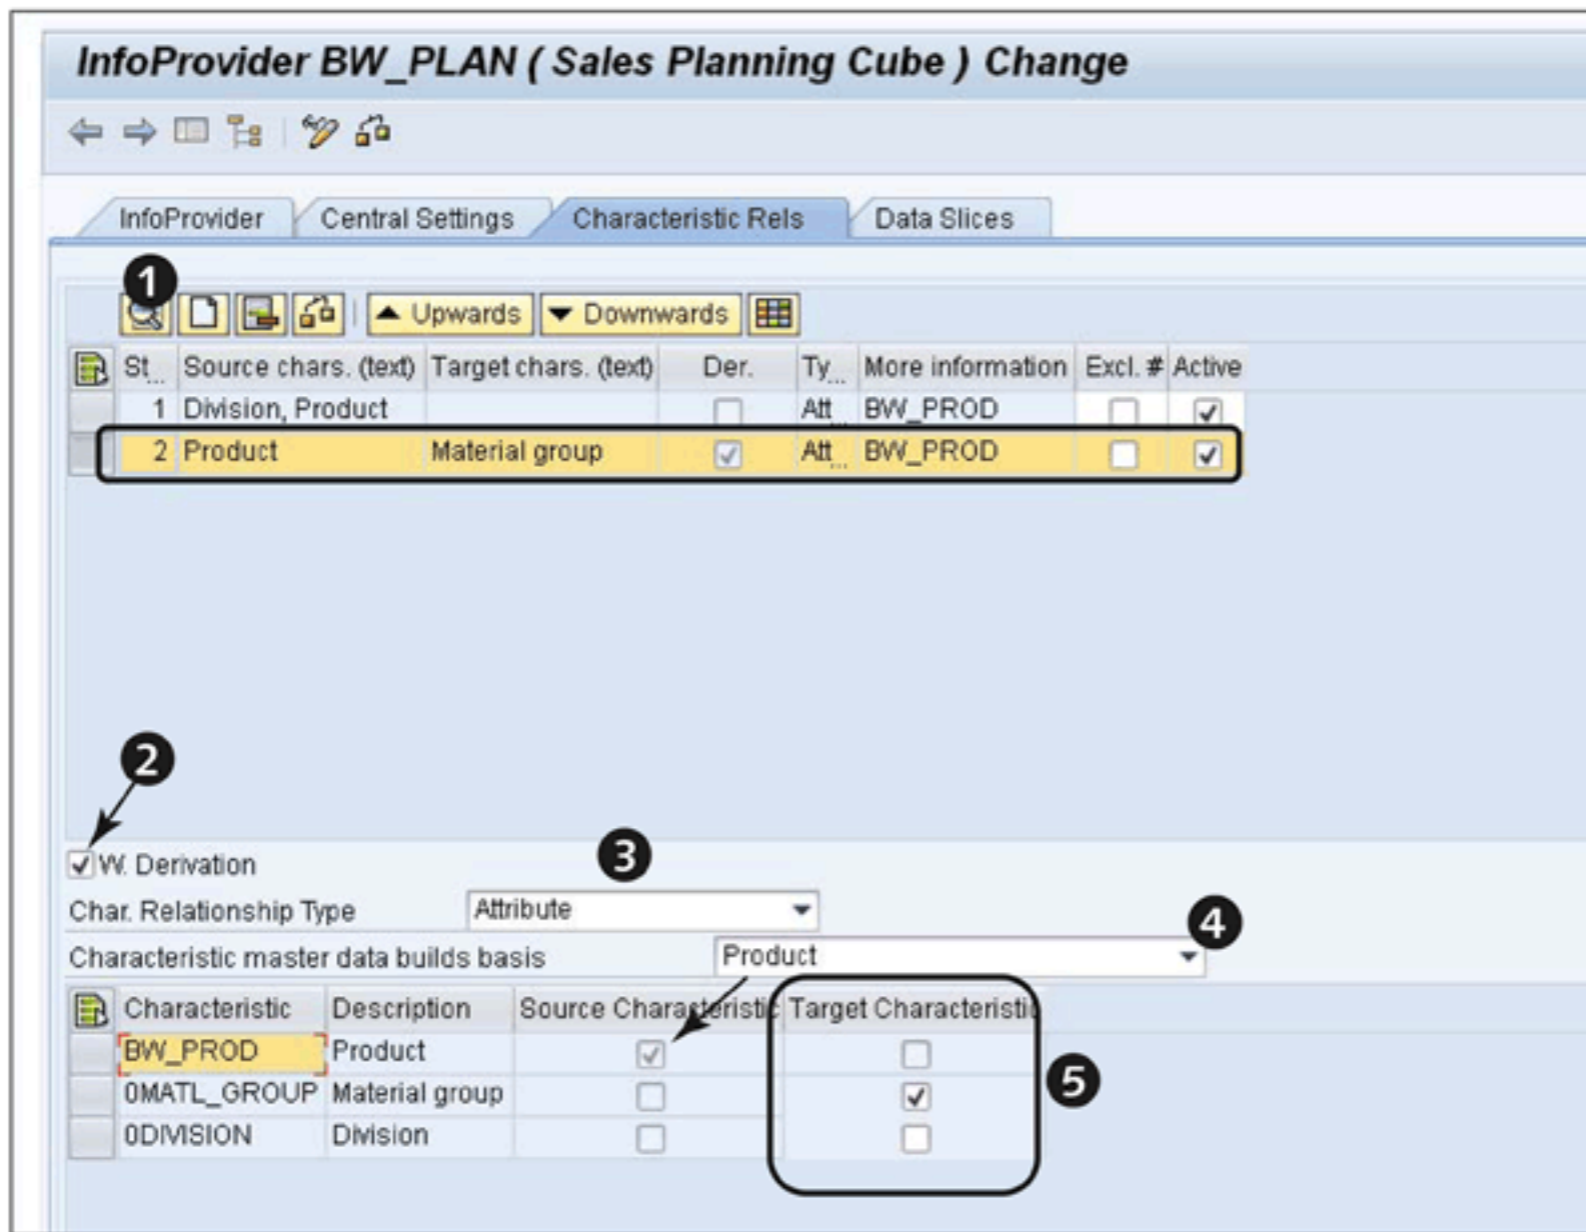 InfoProvider BW_PLAN ( Sales Planning Cube ) Change
InfoProvider Central Settings Characteristic Rels Data Slices
1
Upwards Downwards
St... Source chars. (text) Target chars. (text) Der. Ty... More information Excl. # Active
1 Division, Product Att BW_PROD
2 Product Material group Att... BW_PROD
2
W. Derivation
3
Char. Relationship Type Attribute
4
Characteristic master data builds basis Product
Characteristic Description Source Characteristic Target Characteristic
BW_PROD Product
5
0MATL_GROUP Material group
0DIVISION Division